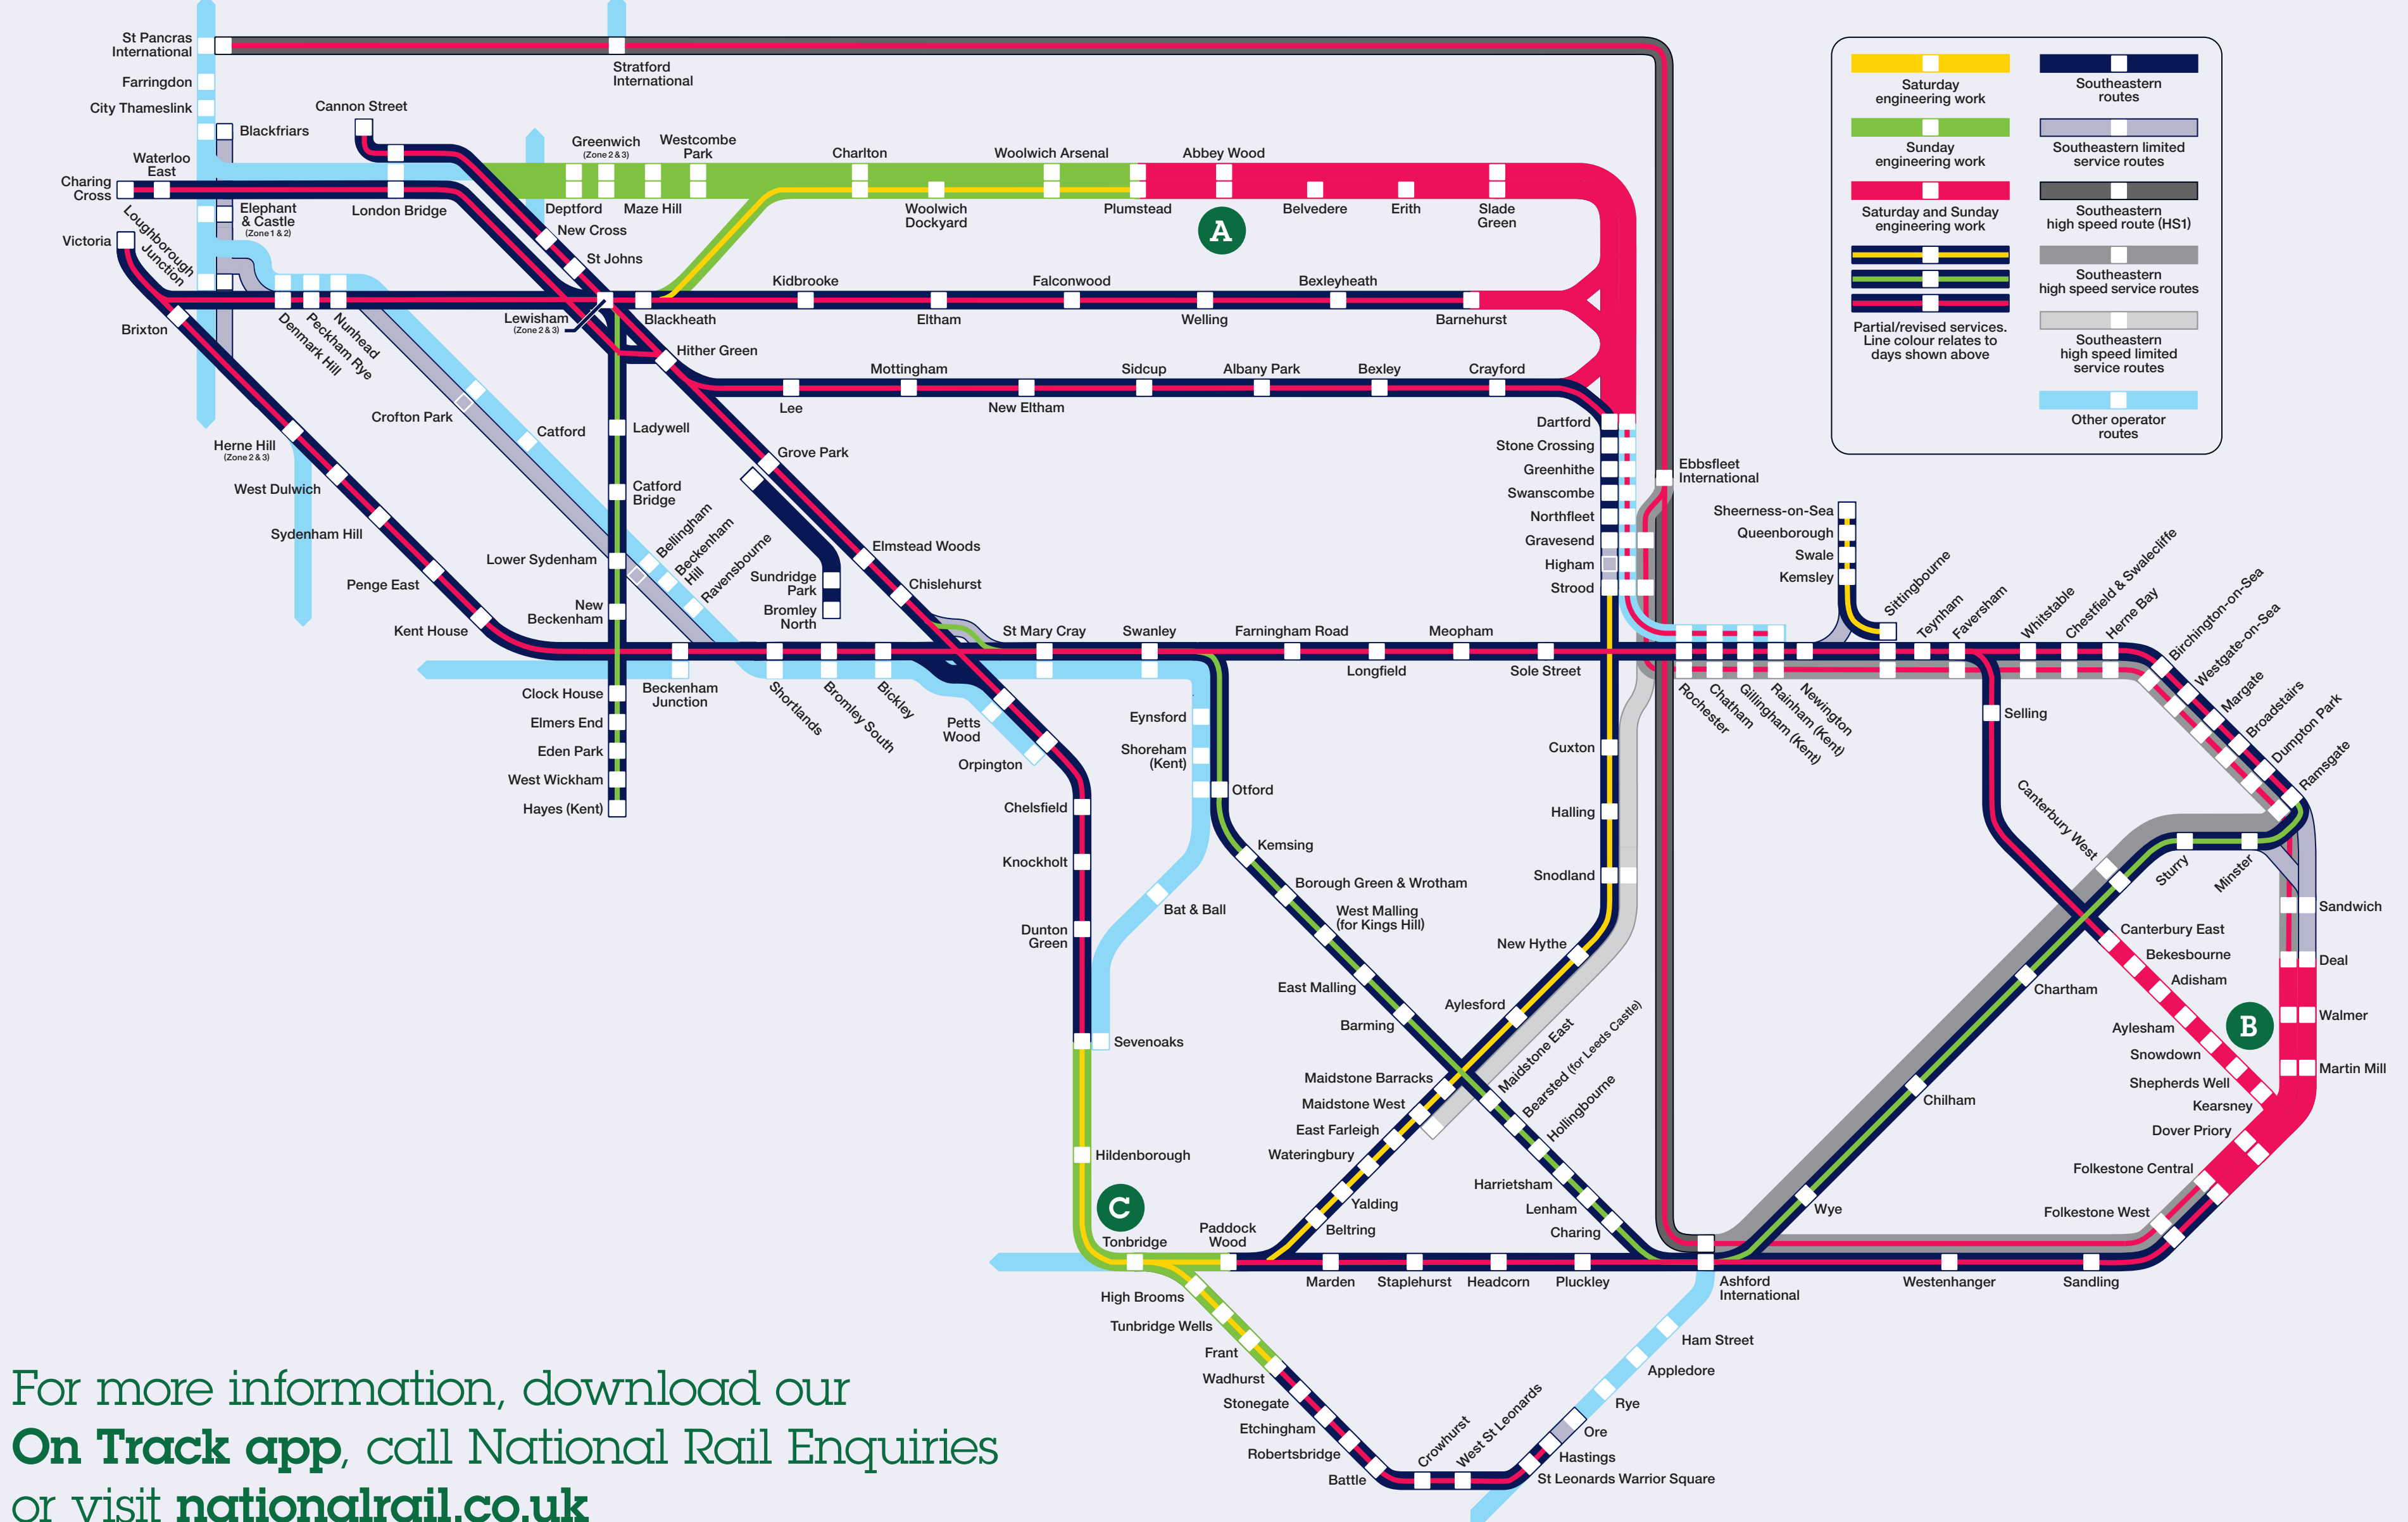 St Pancras
International
Farringdon
City Thameslink
Blackfriars
Cannon Street
Waterloo
East
Charing
Cross
Elephant
& Castle
(Zone 1 & 2)
London Bridge
Loughborough
Junction
Victoria
Brixton
Stratford
International
Greenwich
(Zone 2 & 3)
Westcombe
Park
Charlton
Woolwich Arsenal
Abbey Wood
Deptford
Maze Hill
Woolwich
Dockyard
Plumstead
A
Belvedere
Erith
Slade
Green
New Cross
St Johns
Lewisham
(Zone 2 & 3)
Blackheath
Kidbrooke
Eltham
Falconwood
Welling
Bexleyheath
Barnehurst
Hither Green
Lee
Mottingham
New Eltham
Sidcup
Albany Park
Bexley
Crayford
Denmark Hill
Peckham Rye
Nunhead
Crofton Park
Catford
Ladywell
Catford
Bridge
Lower Sydenham
New
Beckenham
Bellingham
Beckenham
Hill
Ravensbourne
Herne Hill
(Zone 2 & 3)
West Dulwich
Sydenham Hill
Penge East
Kent House
Clock House
Elmers End
Eden Park
West Wickham
Hayes (Kent)
Beckenham
Junction
Shortlands
Bromley South
Bickley
Grove Park
Sundridge
Park
Bromley
North
Elmstead Woods
Chislehurst
Petts
Wood
Orpington
Chelsfield
Knockholt
Dunton
Green
Sevenoaks
Hildenborough
C
Tonbridge
St Mary Cray
Swanley
Farningham Road
Longfield
Meopham
Sole Street
Eynsford
Shoreham
(Kent)
Otford
Bat & Ball
Kemsing
Borough Green & Wrotham
West Malling
(for Kings Hill)
East Malling
Barming
Maidstone East
Bearsted (for Leeds Castle)
Hollingbourne
Harrietsham
Lenham
Charing
Dartford
Stone Crossing
Greenhithe
Swanscombe
Northfleet
Gravesend
Higham
Strood
Ebbsfleet
International
Cuxton
Halling
Snodland
New Hythe
Aylesford
Maidstone Barracks
Maidstone West
East Farleigh
Wateringbury
Yalding
Beltring
Paddock
Wood
Marden
Staplehurst
Headcorn
Pluckley
Ashford
International
Westenhanger
Sandling
Folkestone West
Folkestone Central
Dover Priory
Kearsney
Shepherds Well
Snowdown
Aylesham
Adisham
Bekesbourne
Canterbury East
B
Martin Mill
Walmer
Deal
Sandwich
Sheerness-on-Sea
Queenborough
Swale
Kemsley
Sittingbourne
Teynham
Faversham
Whitstable
Chestfield & Swalecliffe
Herne Bay
Birchington-on-Sea
Westgate-on-Sea
Margate
Broadstairs
Dumpton Park
Ramsgate
Rochester
Chatham
Gillingham (Kent)
Rainham (Kent)
Newington
Selling
Canterbury West
Sturry
Minster
Chartham
Chilham
Wye
High Brooms
Tunbridge Wells
Frant
Wadhurst
Stonegate
Etchingham
Robertsbridge
Battle
Crowhurst
West St Leonards
St Leonards Warrior Square
Hastings
Ore
Rye
Appledore
Ham Street
Saturday
engineering work
Sunday
engineering work
Saturday and Sunday
engineering work
Partial/revised services.
Line colour relates to
days shown above
Southeastern
routes
Southeastern limited
service routes
Southeastern
high speed route (HS1)
Southeastern
high speed service routes
Southeastern
high speed limited
service routes
Other operator
routes
For more information, download our
On Track app, call National Rail Enquiries
or visit nationalrail.co.uk